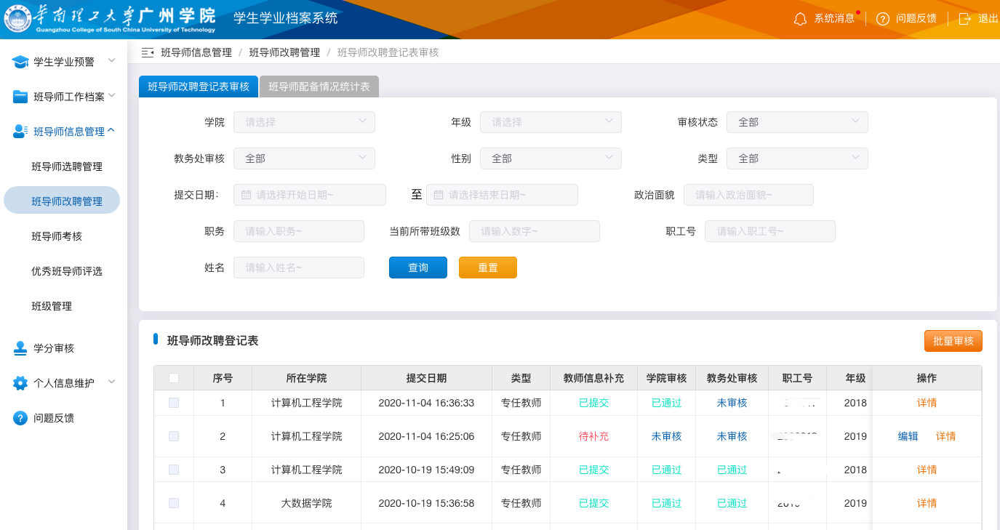 华南理工大学广州学院 学生学业档案系统 系统消息 问题反馈 退出
Guangzhou College of South China University of Technology
班导师信息管理 / 班导师改聘管理 / 班导师改聘登记表审核
学生学业预警
班导师工作档案
班导师信息管理
班导师选聘管理
班导师改聘管理
班导师考核
优秀班导师评选
班级管理
学分审核
个人信息维护
问题反馈
班导师改聘登记表审核 班导师配备情况统计表
学院 请选择 年级 请选择 审核状态 全部
教务处审核 全部 性别 全部 类型 全部
提交日期: 请选择开始日期~ 至 请选择结束日期~ 政治面貌 请输入政治面貌~
职务 请输入职务~ 当前所带班级数 请输入数字~ 职工号 请输入职工号~
姓名 请输入姓名~ 查询 重置
班导师改聘登记表 批量审核
序号 所在学院 提交日期 类型 教师信息补充 学院审核 教务处审核 职工号 年级 操作
1 计算机工程学院 2020-11-04 16:36:33 专任教师 已提交 已通过 未审核 2018 详情
2 计算机工程学院 2020-11-04 16:25:06 专任教师 待补充 未审核 未审核 2019 编辑 详情
3 计算机工程学院 2020-10-19 15:49:09 专任教师 已提交 已通过 已通过 2018 详情
4 大数据学院 2020-10-19 15:36:58 专任教师 已提交 已通过 已通过 2019 详情